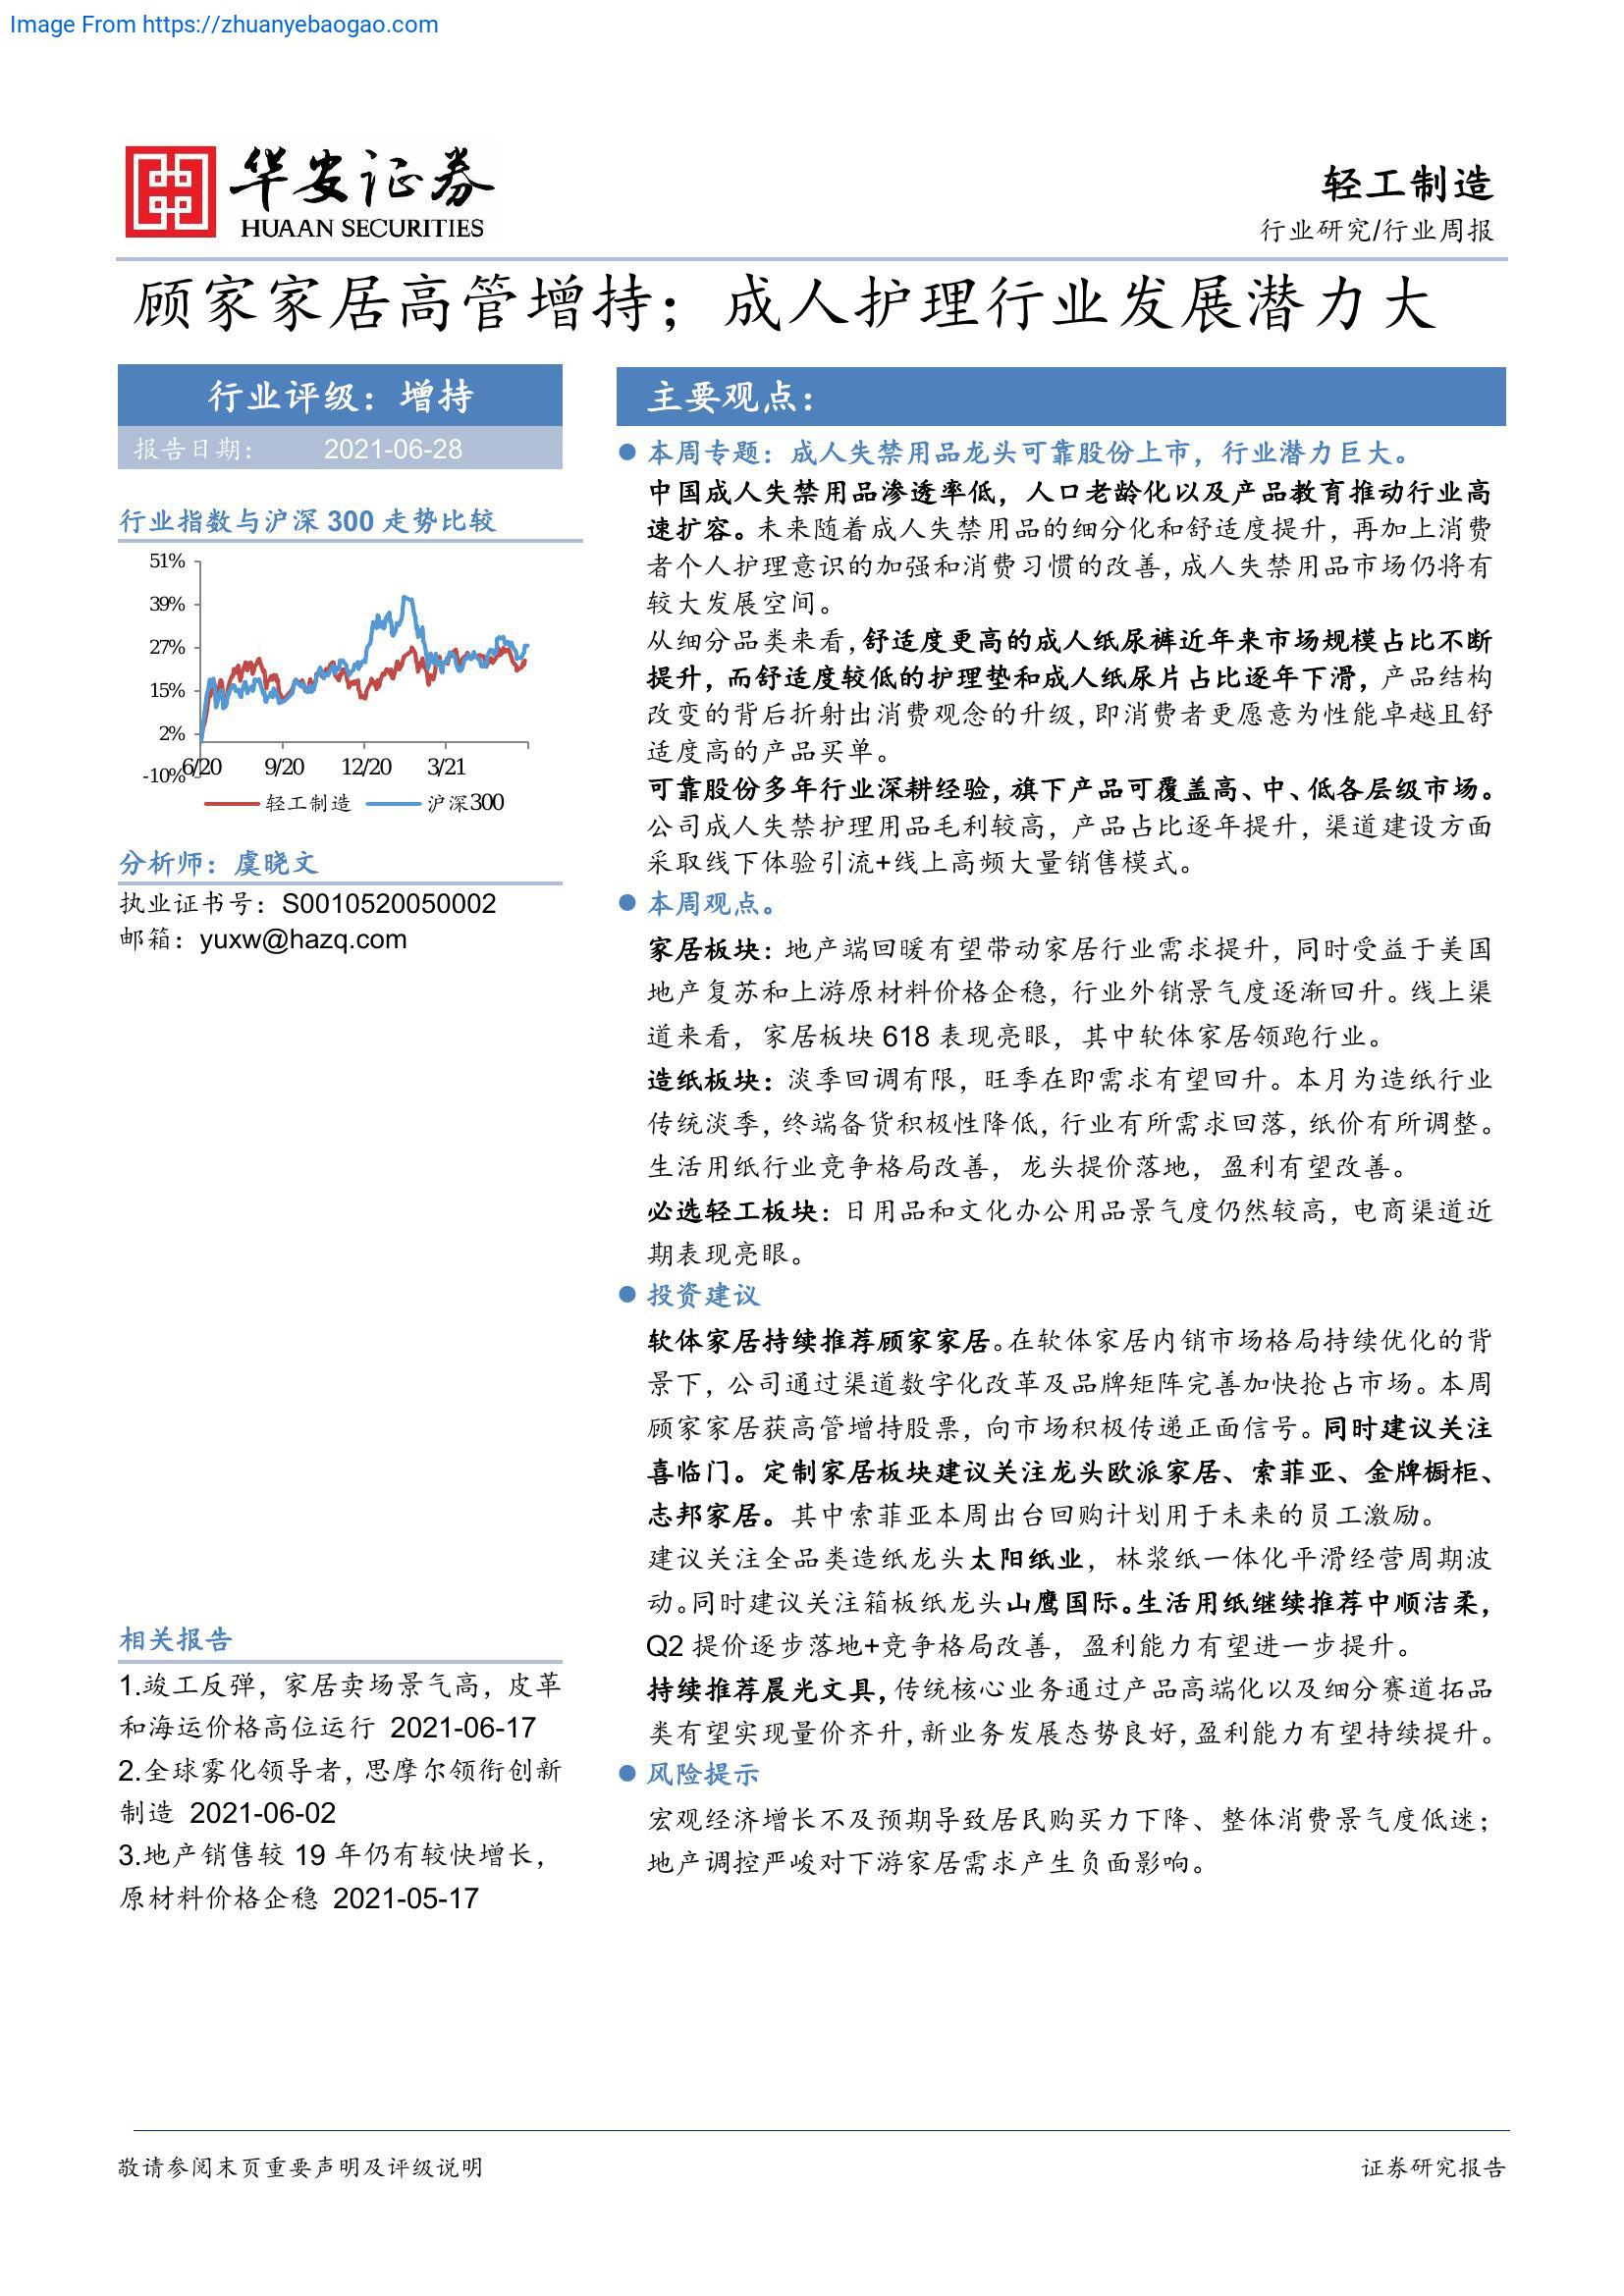 Image From https://zhuanyebaogao.com
华安证券
HUAAN SECURITIES
轻工制造
行业研究/行业周报
顾家家居高管增持；成人护理行业发展潜力大
行业评级：增持
报告日期： 2021-06-28
行业指数与沪深 300 走势比较
51%
39%
27%
15%
2%
-10%
6/20 9/20 12/20 3/21
轻工制造 沪深300
分析师：虞晓文
执业证书号：S0010520050002
邮箱：yuxw@hazq.com
相关报告
1.竣工反弹，家居卖场景气高，皮革
和海运价格高位运行 2021-06-17
2.全球雾化领导者，思摩尔领衔创新
制造 2021-06-02
3.地产销售较 19 年仍有较快增长，
原材料价格企稳 2021-05-17
主要观点：
本周专题：成人失禁用品龙头可靠股份上市，行业潜力巨大。
中国成人失禁用品渗透率低，人口老龄化以及产品教育推动行业高
速扩容。未来随着成人失禁用品的细分化和舒适度提升，再加上消费
者个人护理意识的加强和消费习惯的改善，成人失禁用品市场仍将有
较大发展空间。
从细分品类来看，舒适度更高的成人纸尿裤近年来市场规模占比不断
提升，而舒适度较低的护理垫和成人纸尿片占比逐年下滑，产品结构
改变的背后折射出消费观念的升级，即消费者更愿意为性能卓越且舒
适度高的产品买单。
可靠股份多年行业深耕经验，旗下产品可覆盖高、中、低各层级市场。
公司成人失禁护理用品毛利较高，产品占比逐年提升，渠道建设方面
采取线下体验引流+线上高频大量销售模式。
本周观点。
家居板块：地产端回暖有望带动家居行业需求提升，同时受益于美国
地产复苏和上游原材料价格企稳，行业外销景气度逐渐回升。线上渠
道来看，家居板块 618 表现亮眼，其中软体家居领跑行业。
造纸板块：淡季回调有限，旺季在即需求有望回升。本月为造纸行业
传统淡季，终端备货积极性降低，行业有所需求回落，纸价有所调整。
生活用纸行业竞争格局改善，龙头提价落地，盈利有望改善。
必选轻工板块：日用品和文化办公用品景气度仍然较高，电商渠道近
期表现亮眼。
投资建议
软体家居持续推荐顾家家居。在软体家居内销市场格局持续优化的背
景下，公司通过渠道数字化改革及品牌矩阵完善加快抢占市场。本周
顾家家居获高管增持股票，向市场积极传递正面信号。同时建议关注
喜临门。定制家居板块建议关注龙头欧派家居、索菲亚、金牌橱柜、
志邦家居。其中索菲亚本周出台回购计划用于未来的员工激励。
建议关注全品类造纸龙头太阳纸业，林浆纸一体化平滑经营周期波
动。同时建议关注箱板纸龙头山鹰国际。生活用纸继续推荐中顺洁柔，
Q2 提价逐步落地+竞争格局改善，盈利能力有望进一步提升。
持续推荐晨光文具，传统核心业务通过产品高端化以及细分赛道拓品
类有望实现量价齐升，新业务发展态势良好，盈利能力有望持续提升。
风险提示
宏观经济增长不及预期导致居民购买力下降、整体消费景气度低迷；
地产调控严峻对下游家居需求产生负面影响。
敬请参阅末页重要声明及评级说明
证券研究报告